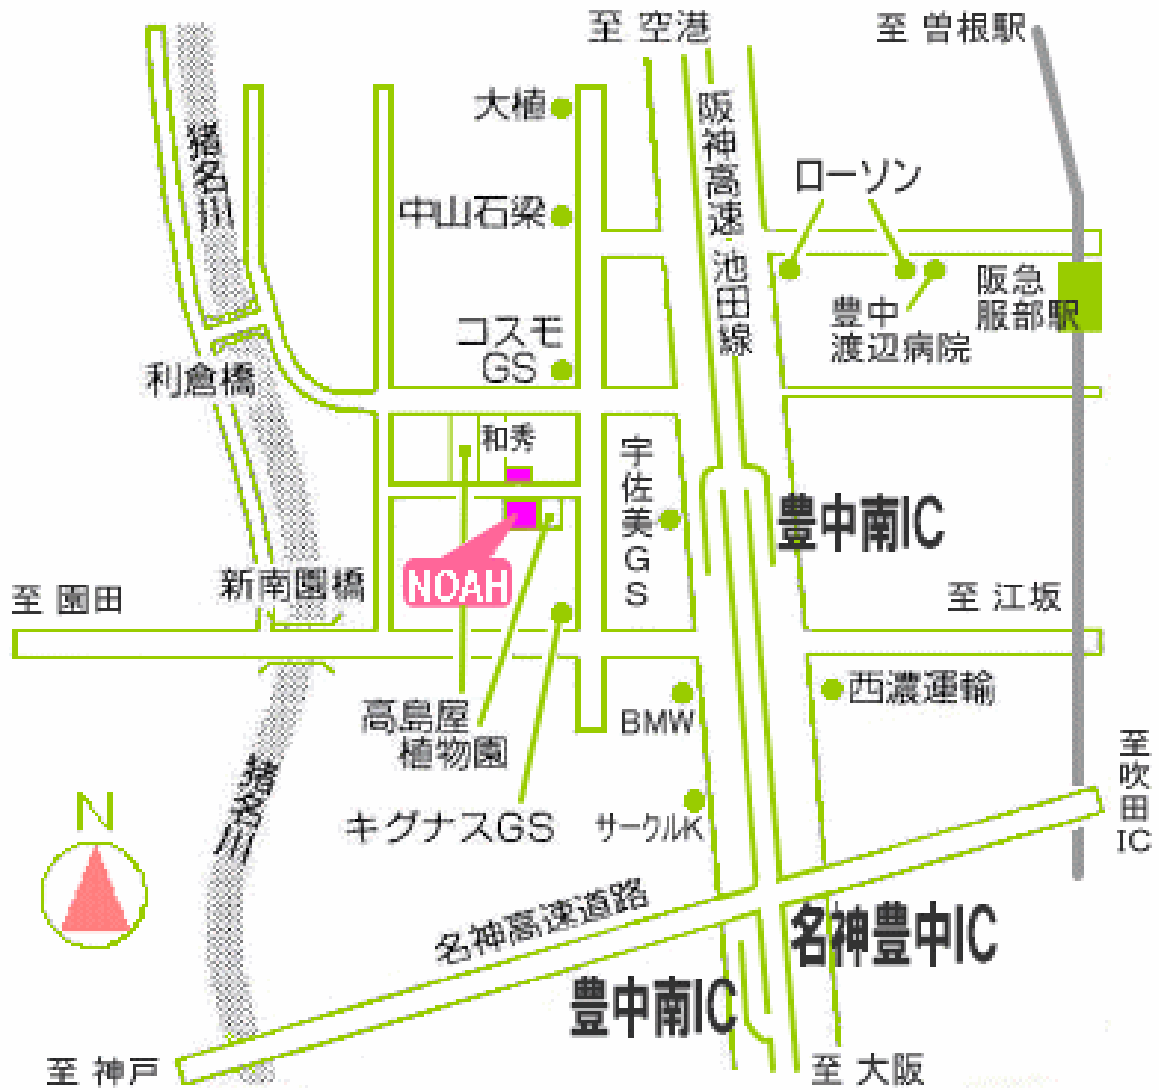 至 空港
至 曽根駅
大植
阪神高速 池田線
猪名川
ローソン
中山石梁
阪急
服部駅
豊中
渡辺病院
コスモ
GS
利倉橋
和秀
宇佐美GS
豊中南IC
NOAH
新南園橋
至 園田
至 江坂
西濃運輸
高島屋
植物園
BMW
至吹田IC
猪名川
N
キグナスGS
サークルK
名神高速道路
名神豊中IC
豊中南IC
至 神戸
至 大阪